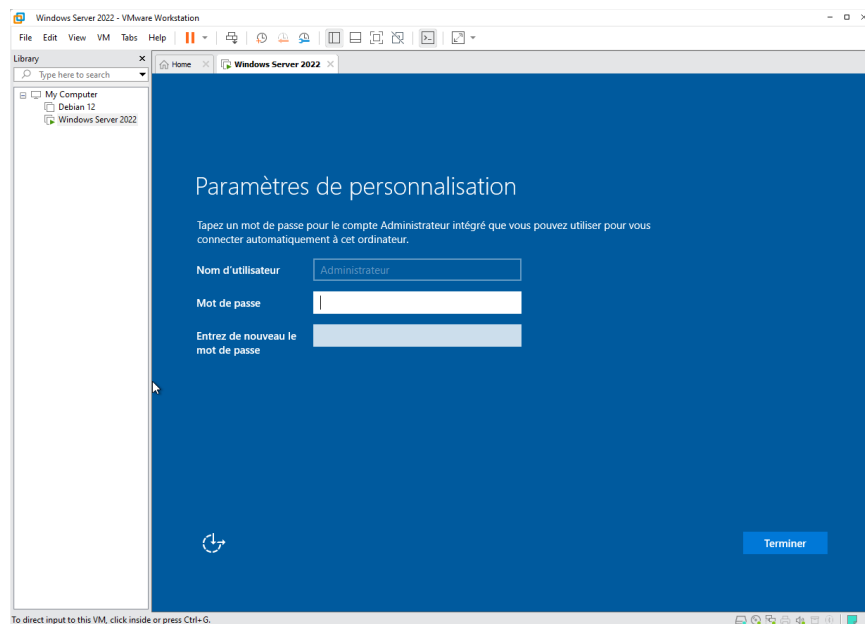 Windows Server 2022 - VMware Workstation
File Edit View VM Tabs Help
Library
Type here to search
Home
Windows Server 2022
My Computer
Debian 12
Windows Server 2022
Paramètres de personnalisation
Tapez un mot de passe pour le compte Administrateur intégré que vous pouvez utiliser pour vous
connecter automatiquement à cet ordinateur.
Nom d'utilisateur
Administrateur
Mot de passe
Entrez de nouveau le
mot de passe
Terminer
To direct input to this VM, click inside or press Ctrl+G.